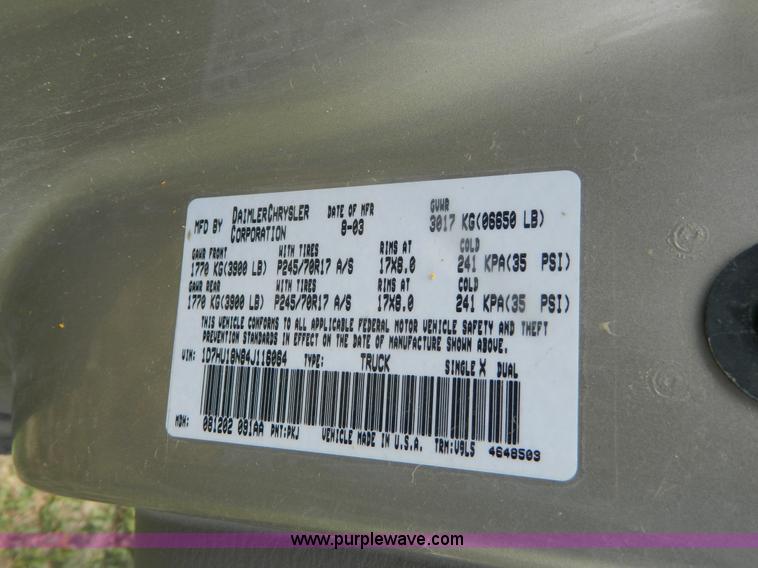 MFD BY DAIMLERCHRYSLER CORPORATION DATE OF MFR 8-03 GVWR 3017 KG(06650 LB)
GAWR FRONT WITH TIRES RIMS AT COLD
1770 KG(3900 LB) P245/70R17 A/S 17X8.0 241 KPA(35 PSI)
GAWR REAR WITH TIRES RIMS AT COLD
1770 KG(3900 LB) P245/70R17 A/S 17X8.0 241 KPA(35 PSI)
THIS VEHICLE CONFORMS TO ALL APPLICABLE FEDERAL MOTOR VEHICLE SAFETY AND THEFT
PREVENTION STANDARDS IN EFFECT ON THE DATE OF MANUFACTURE SHOWN ABOVE.
VIN: 1D7HU18N84J116064 TYPE: TRUCK SINGLE X DUAL
MDH: 081202 091AA PNT:PKJ VEHICLE MADE IN U.S.A. TRM:V9L5 4648503
www.purplewave.com